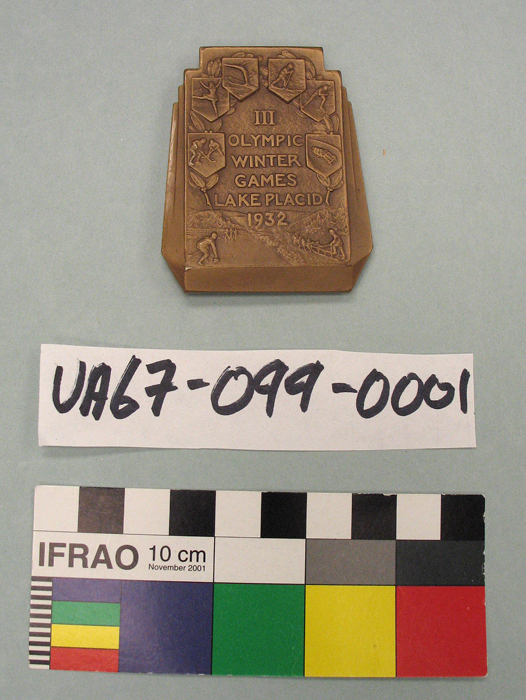 III
OLYMPIC
WINTER
GAMES
LAKE PLACID
1932
UA67-099-0001
IFRAO 10 cm
November 2001